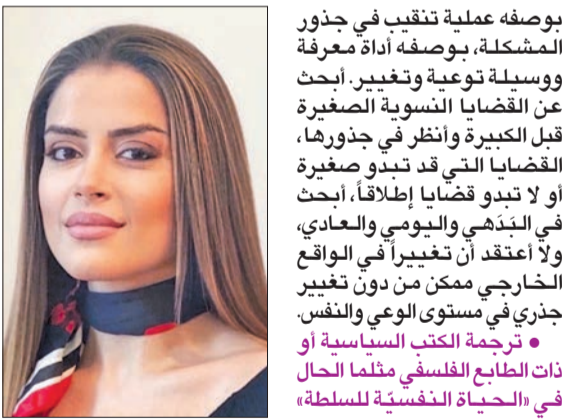 بوصفه عملية تنقيب في جذور
المشكلة، بوصفه أداة معرفة
ووسيلة توعية وتغيير. أبحث
عن القضايا النسوية الصغيرة
قبل الكبيرة وأنظر في جذورها،
القضايا التي قد تبدو صغيرة
أو لا تبدو قضايا إطلاقاً، أبحث
في البَدَهي واليومي والعادي،
ولا أعتقد أن تغييراً في الواقع
الخارجي ممكن من دون تغيير
جذري في مستوى الوعي والنفس.
● ترجمة الكتب السياسية أو
ذات الطابع الفلسفي مثلما الحال
في «الحياة النفسيّة للسلطة»